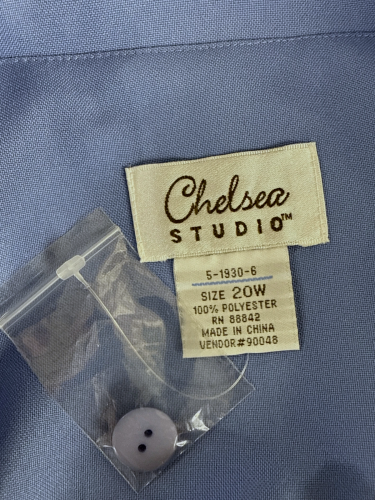 Chelsea
STUDIO™
5-1930-6
SIZE 20W
100% POLYESTER
RN 88842
MADE IN CHINA
VENDOR#90048